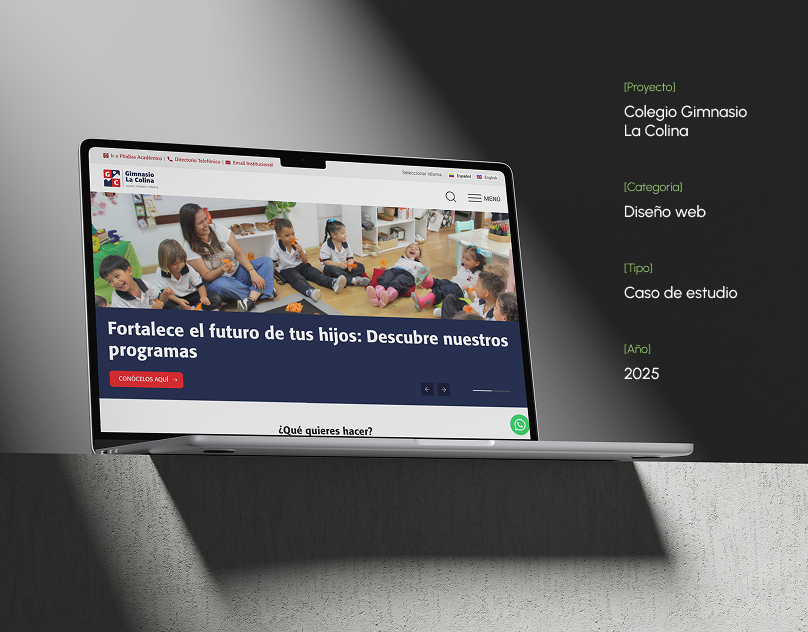 [Proyecto]
Colegio Gimnasio
La Colina
[Categoria]
Diseño web
[Tipo]
Caso de estudio
[Año]
2025
Ir a Phidias Académico | Directorio Telefónico | Email Institucional
Seleccionar idioma Español English
G C
Gimnasio
La Colina
MENÚ
Fortalece el futuro de tus hijos: Descubre nuestros
programas
CONÓCELOS AQUÍ →
← →
¿Qué quieres hacer?